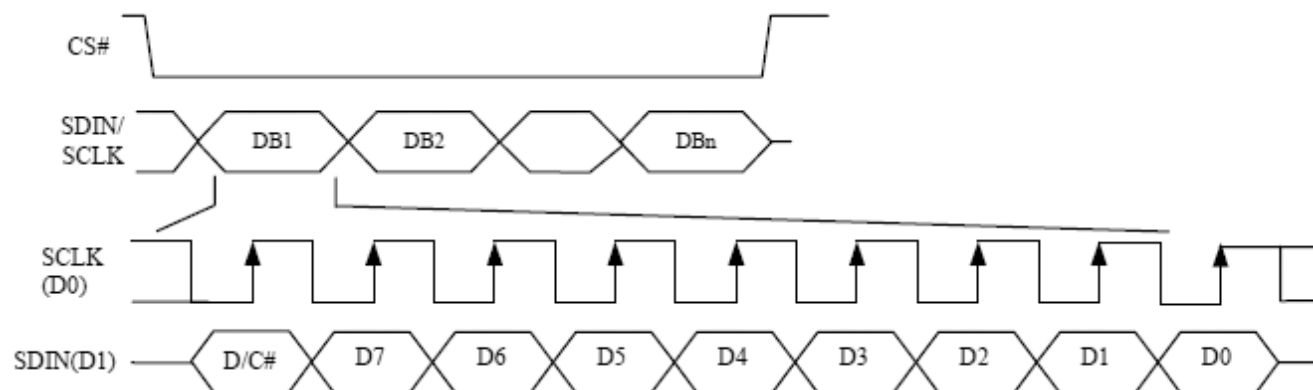 CS#
SDIN/
SCLK
DB1 DB2 DBn
SCLK
(D0)
SDIN(D1) D/C# D7 D6 D5 D4 D3 D2 D1 D0